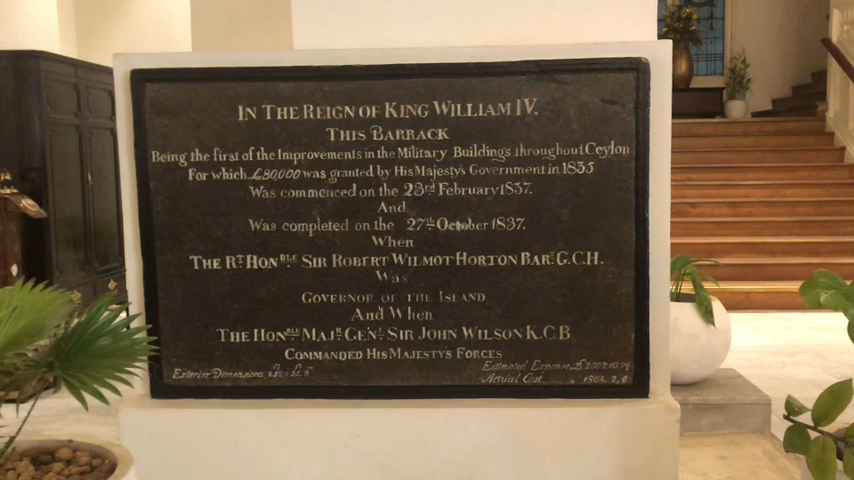 IN THE REIGN OF KING WILLIAM IV.
THIS BARRACK
Being the first of the Improvements in the Military Buildings throughout Ceylon
For which £80,000 was granted by His Majesty's Government in 1835
Was commenced on the 23rd February 1837.
And
Was completed on the 27th October 1837.
When
THE RT. HONBLE. SIR ROBERT WILMOT HORTON BART. G.C.H.
Was
GOVERNOR OF THE ISLAND
And When
THE HONBLE MAJR GENL SIR JOHN WILSON K.C.B
COMMANDED HIS MAJESTYS FORCES
Exterior Dimensions
Estimated Expense £
Actual Cost